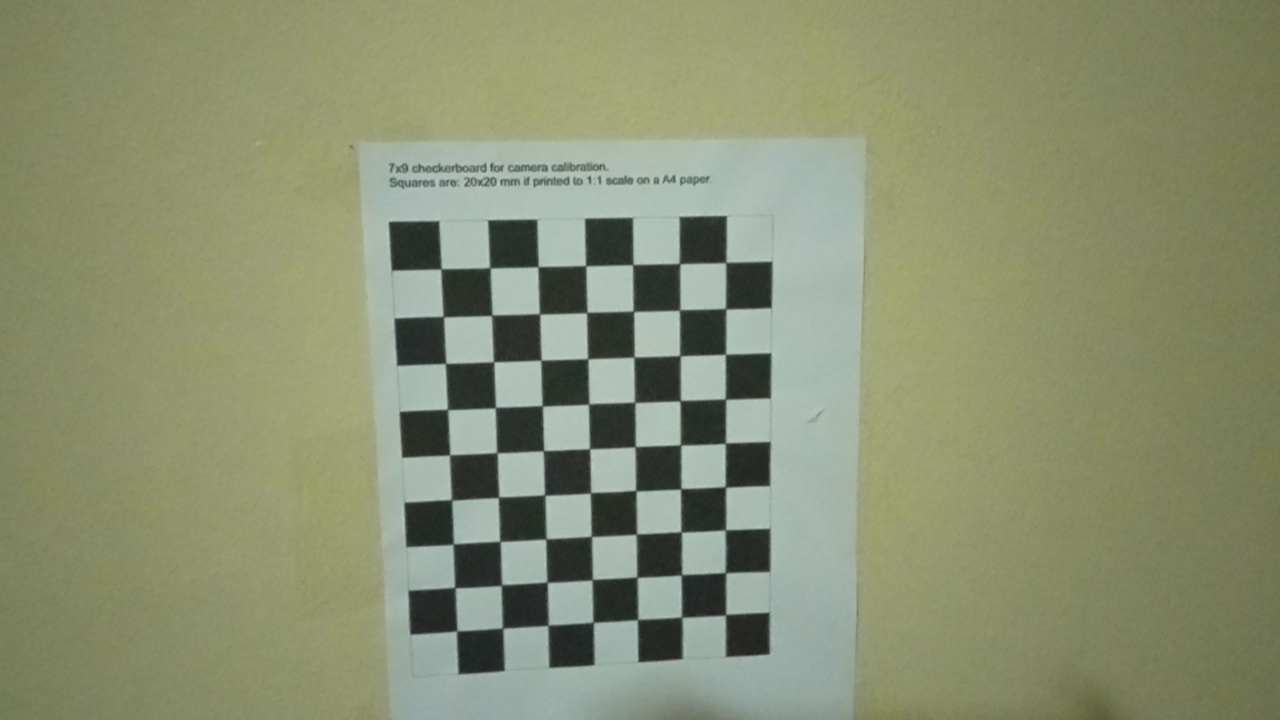 7x9 checkerboard for camera calibration.
Squares are: 20x20 mm if printed to 1:1 scale on a A4 paper.